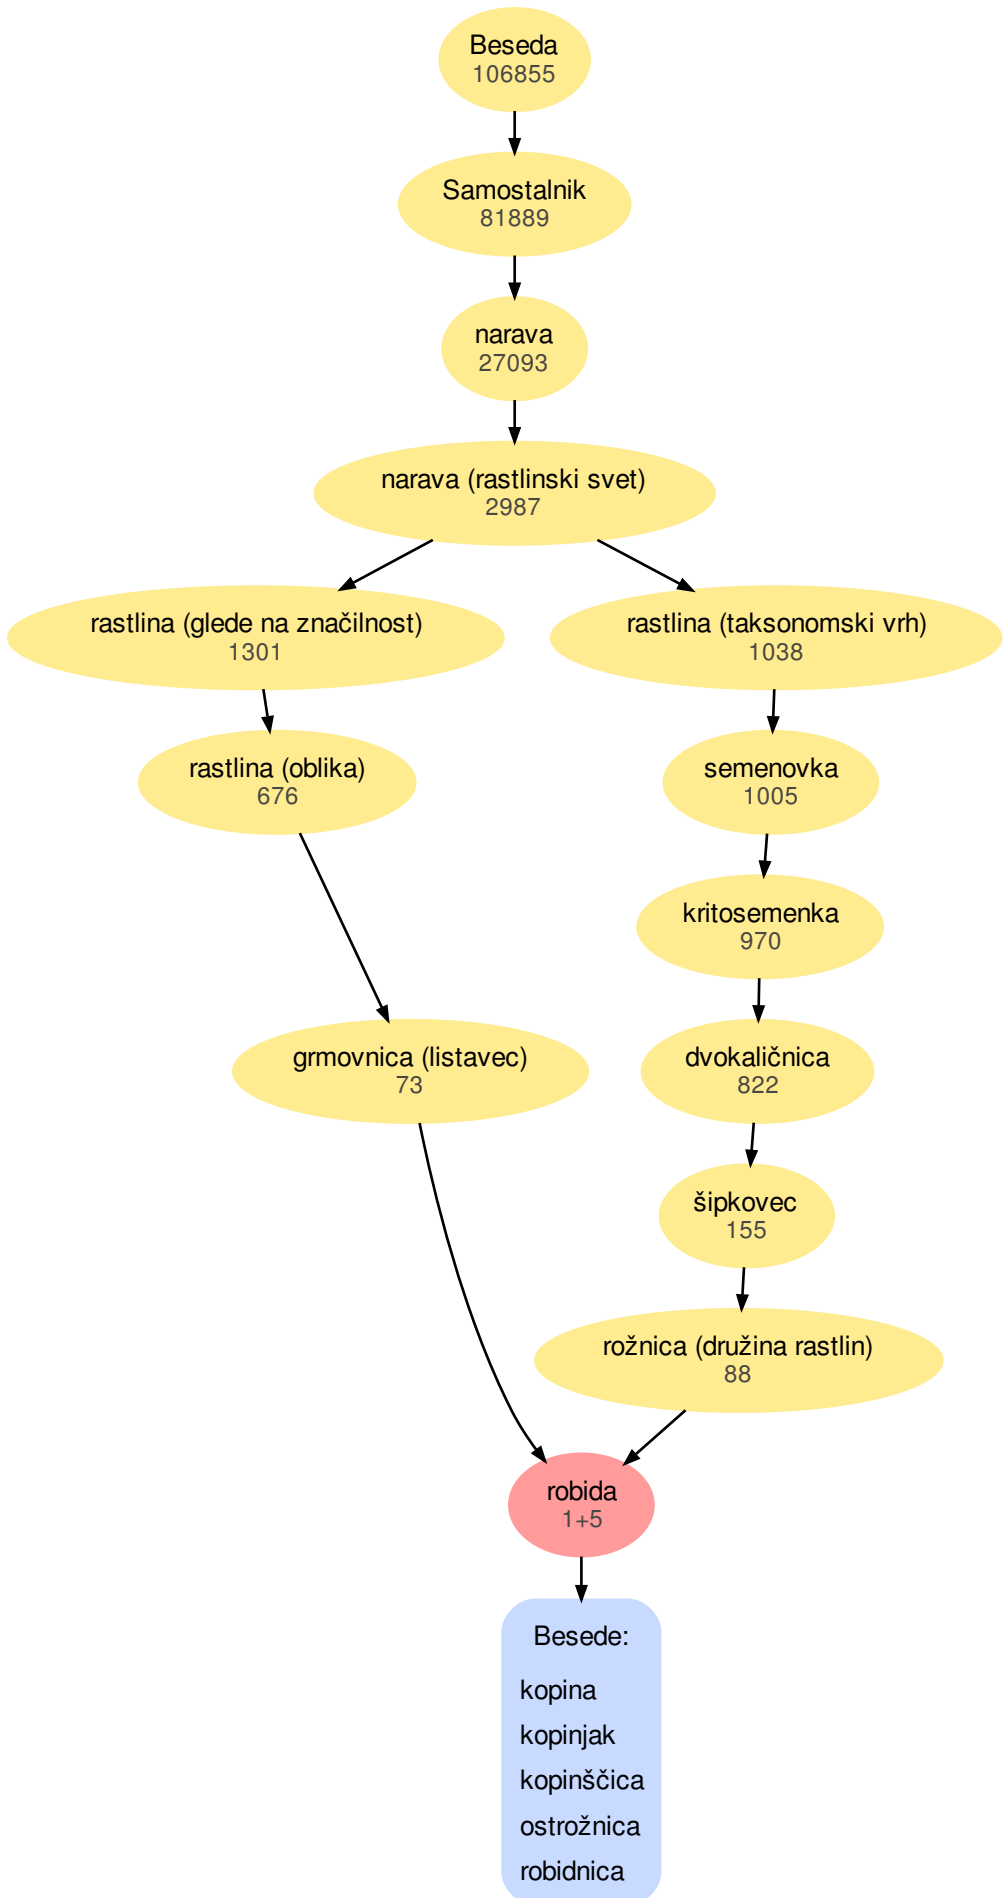 Beseda
106855
Samostalnik
81889
narava
27093
narava (rastlinski svet)
2987
rastlina (glede na značilnost)
1301
rastlina (taksonomski vrh)
1038
rastlina (oblika)
676
semenovka
1005
kritosemenka
970
grmovnica (listavec)
73
dvokaličnica
822
šipkovec
155
rožnica (družina rastlin)
88
robida
1+5
Besede:
kopina
kopinjak
kopinščica
ostrožnica
robidnica